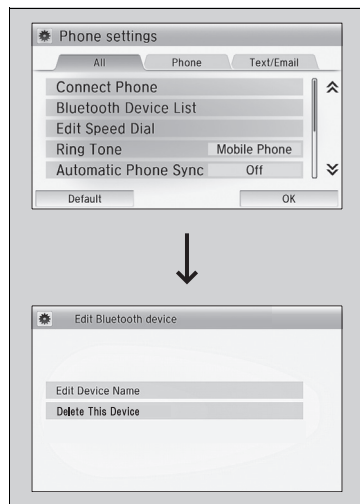 Phone settings
All Phone Text/Email
Connect Phone
Bluetooth Device List
Edit Speed Dial
Ring Tone Mobile Phone
Automatic Phone Sync Off
Default OK
Edit Bluetooth device
Edit Device Name
Delete This Device